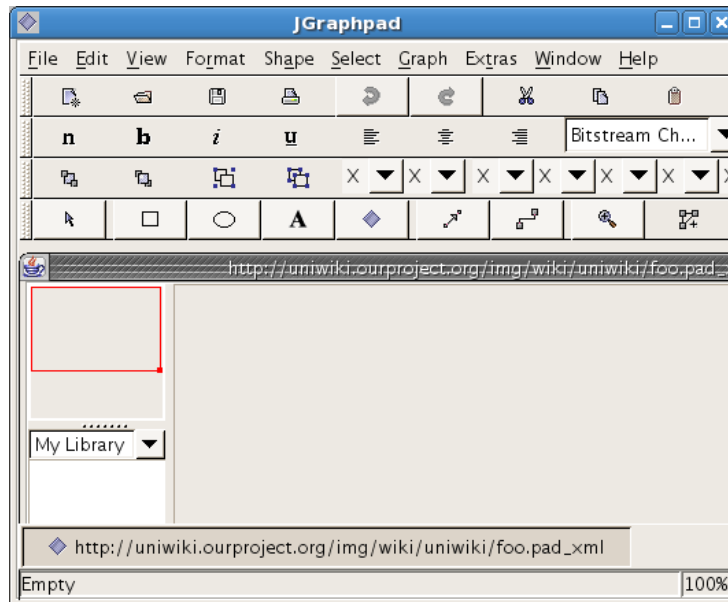 JGraphpad
File Edit View Format Shape Select Graph Extras Window Help
n b i u Bitstream Ch...
X X X X X X
A
http://uniwiki.ourproject.org/img/wiki/uniwiki/foo.pad_x
My Library
http://uniwiki.ourproject.org/img/wiki/uniwiki/foo.pad_xml
Empty 100%